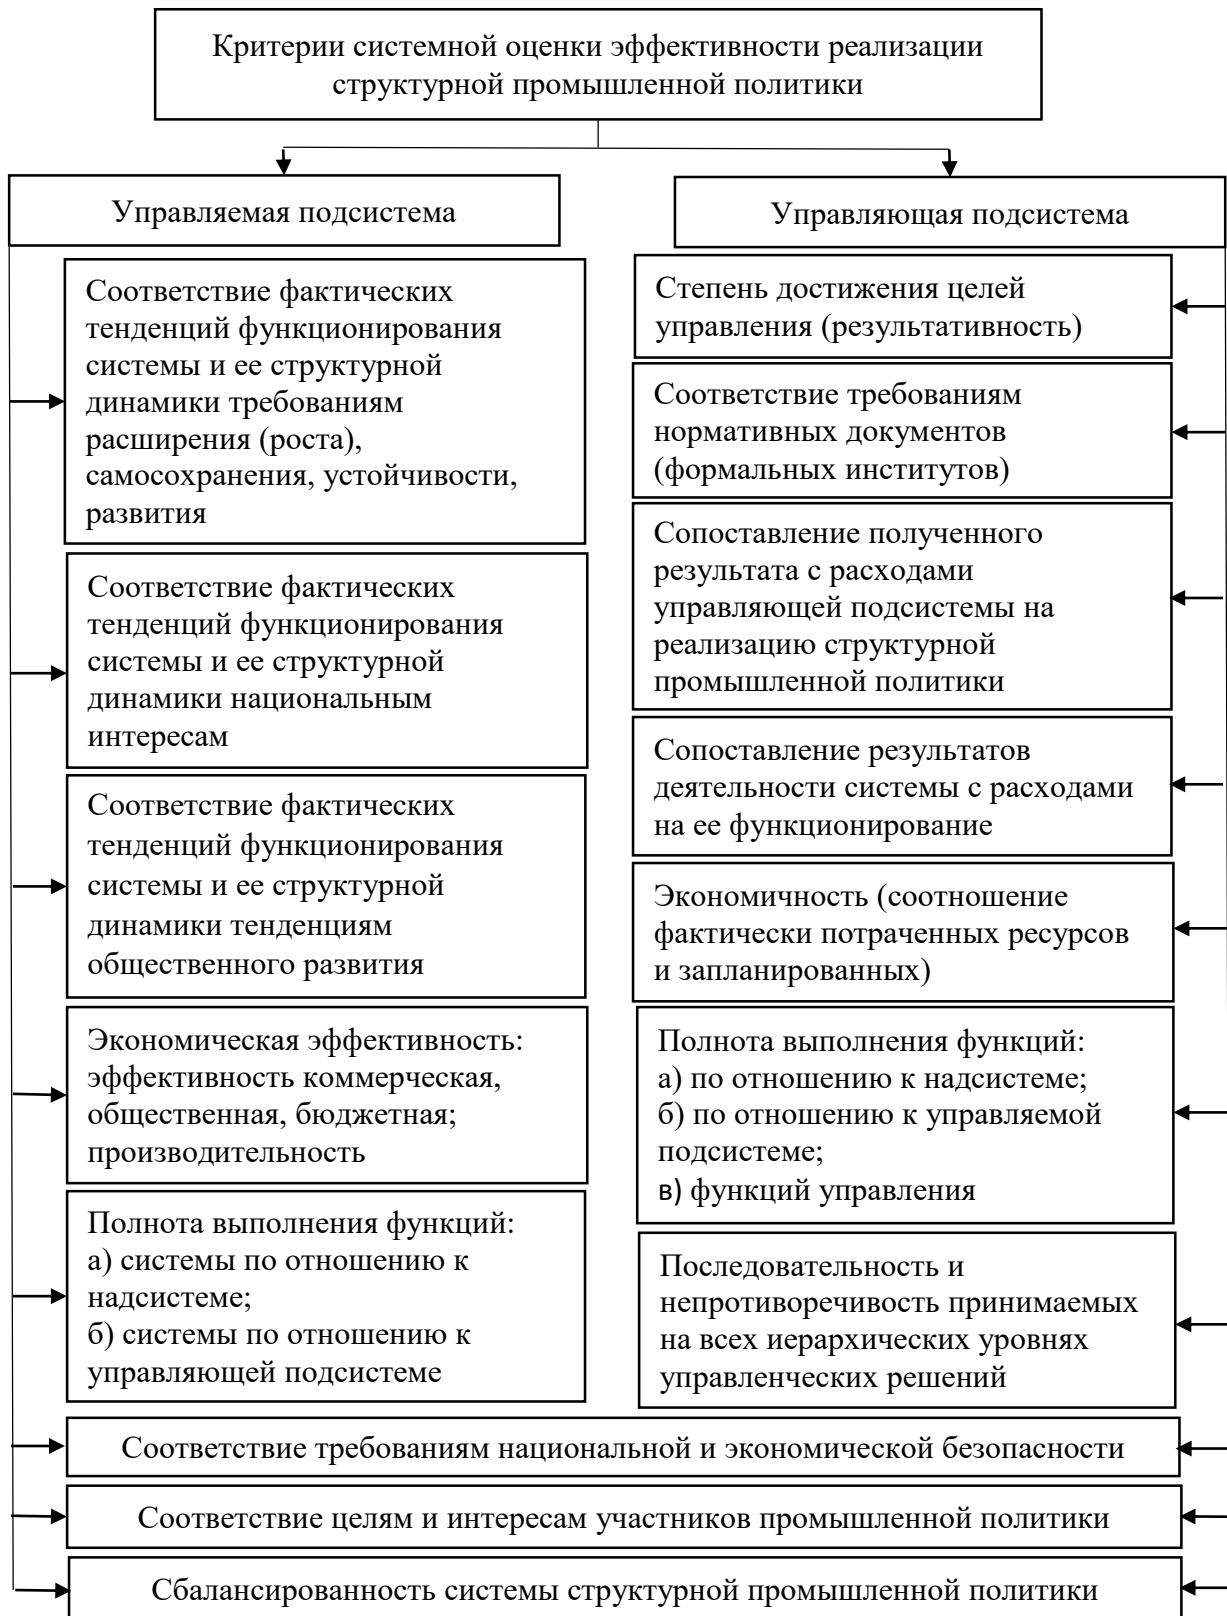 Критерии системной оценки эффективности реализации
структурной промышленной политики
Управляемая подсистема
Соответствие фактических
тенденций функционирования
системы и ее структурной
динамики требованиям
расширения (роста),
самосохранения, устойчивости,
развития
Соответствие фактических
тенденций функционирования
системы и ее структурной
динамики национальным
интересам
Соответствие фактических
тенденций функционирования
системы и ее структурной
динамики тенденциям
общественного развития
Экономическая эффективность:
эффективность коммерческая,
общественная, бюджетная;
производительность
Полнота выполнения функций:
а) системы по отношению к
надсистеме;
б) системы по отношению к
управляющей подсистеме
Управляющая подсистема
Степень достижения целей
управления (результативность)
Соответствие требованиям
нормативных документов
(формальных институтов)
Сопоставление полученного
результата с расходами
управляющей подсистемы на
реализацию структурной
промышленной политики
Сопоставление результатов
деятельности системы с расходами
на ее функционирование
Экономичность (соотношение
фактически потраченных ресурсов
и запланированных)
Полнота выполнения функций:
а) по отношению к надсистеме;
б) по отношению к управляемой
подсистеме;
в) функций управления
Последовательность и
непротиворечивость принимаемых
на всех иерархических уровнях
управленческих решений
Соответствие требованиям национальной и экономической безопасности
Соответствие целям и интересам участников промышленной политики
Сбалансированность системы структурной промышленной политики